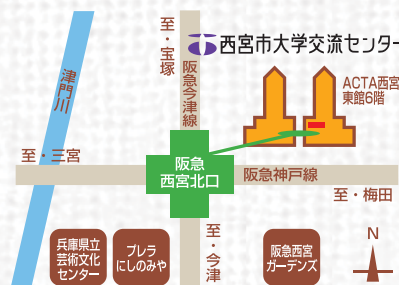 至・宝塚
西宮市大学交流センター
津門川
阪急今津線
ACTA西宮
東館6階
至・三宮
阪急
西宮北口
阪急神戸線
至・梅田
兵庫県立
芸術文化
センター
プレラ
にしのみや
至・今津
阪急西宮
ガーデンズ
N